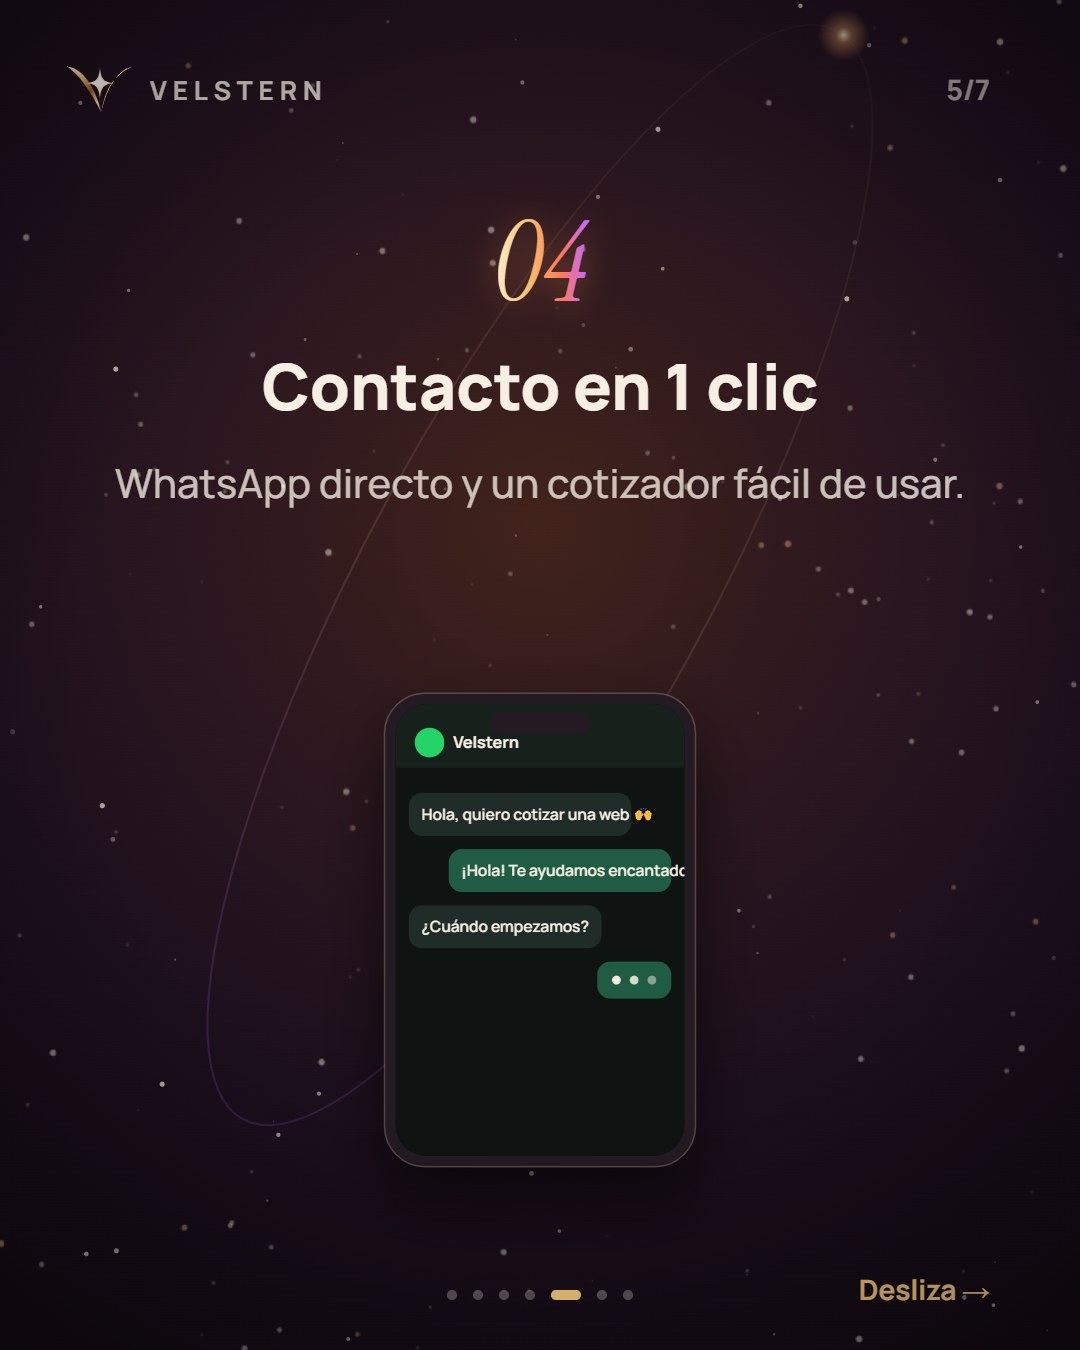 VELSTERN
5/7
04
Contacto en 1 clic
WhatsApp directo y un cotizador fácil de usar.
Velstern
Hola, quiero cotizar una web 🙌
¡Hola! Te ayudamos encantado
¿Cuándo empezamos?
Desliza →